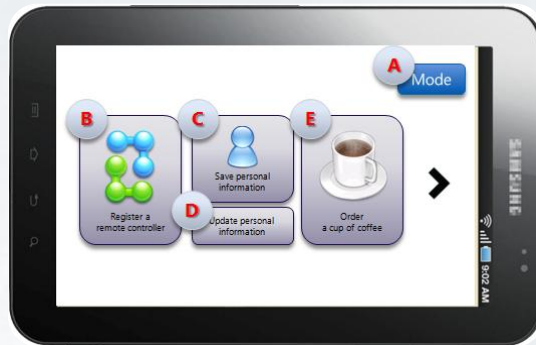 A
Mode
B
C
E
Save personal
information
D
Register a
remote controller
Update personal
information
Order
a cup of coffee
SAMSUNG
9:02 AM